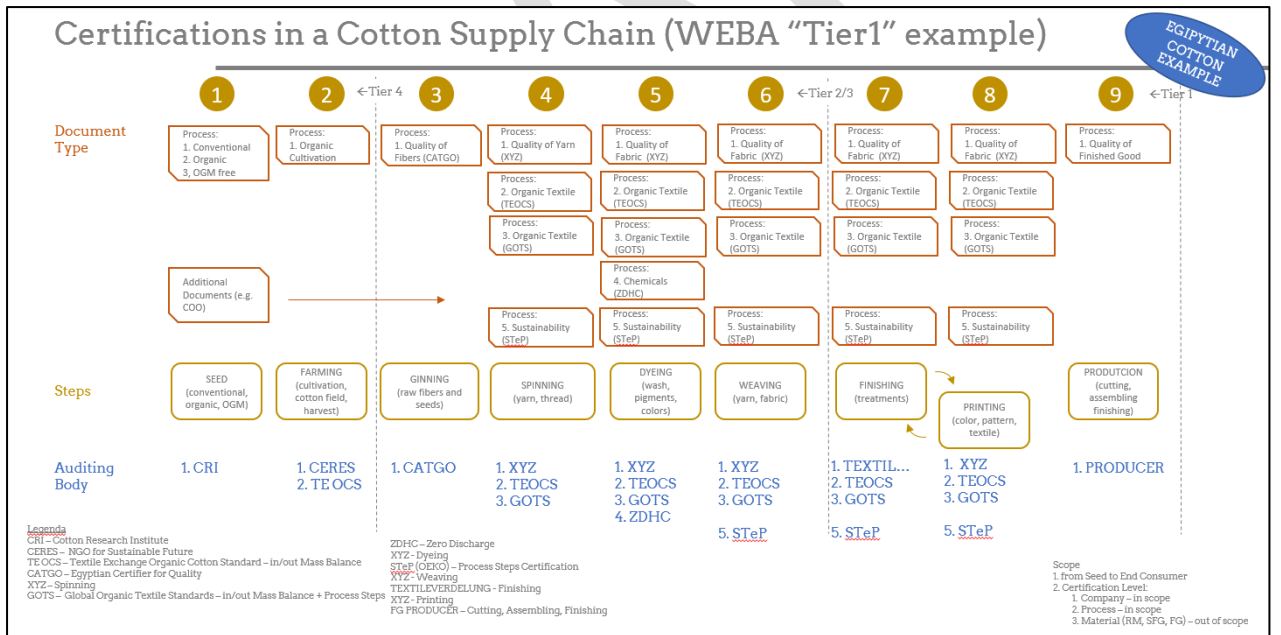 Certifications in a Cotton Supply Chain (WEBA “Tier1” example)
EGIPYTIAN
COTTON
EXAMPLE
1
2
←Tier 4
3
4
5
6
←Tier 2/3
7
8
9
←Tier 1
Document
Type
Process:
1. Conventional
2. Organic
3, OGM free
Process:
1. Organic
Cultivation
Process:
1. Quality of
Fibers (CATGO)
Process:
1. Quality of Yarn
(XYZ)
Process:
1. Quality of
Fabric (XYZ)
Process:
1. Quality of
Fabric (XYZ)
Process:
1. Quality of
Fabric (XYZ)
Process:
1. Quality of
Fabric (XYZ)
Process:
1. Quality of
Finished Good
Process:
2. Organic Textile
(TEOCS)
Process:
2. Organic Textile
(TEOCS)
Process:
2. Organic Textile
(TEOCS)
Process:
2. Organic Textile
(TEOCS)
Process:
2. Organic Textile
(TEOCS)
Process:
3. Organic Textile
(GOTS)
Process:
3. Organic Textile
(GOTS)
Process:
3. Organic Textile
(GOTS)
Process:
3. Organic Textile
(GOTS)
Process:
3. Organic Textile
(GOTS)
Additional
Documents (e.g.
COO)
Process:
4. Chemicals
(ZDHC)
Process:
5. Sustainability
(STeP)
Process:
5. Sustainability
(STeP)
Process:
5. Sustainability
(STeP)
Process:
5. Sustainability
(STeP)
Process:
5. Sustainability
(STeP)
Steps
SEED
(conventional,
organic, OGM)
FARMING
(cultivation,
cotton field,
harvest)
GINNING
(raw fibers and
seeds)
SPINNING
(yarn, thread)
DYEING
(wash,
pigments,
colors)
WEAVING
(yarn, fabric)
FINISHING
(treatments)
PRINTING
(color, pattern,
textile)
PRODUTCION
(cutting,
assembling
finishing)
Auditing
Body
1. CRI
1. CERES
2. TE OCS
1. CATGO
1. XYZ
2. TEOCS
3. GOTS
1. XYZ
2. TEOCS
3. GOTS
4. ZDHC
1. XYZ
2. TEOCS
3. GOTS
5. STeP
1. TEXTIL...
2. TEOCS
3. GOTS
5. STeP
1. XYZ
2. TEOCS
3. GOTS
5. STeP
1. PRODUCER
Legenda
CRI – Cotton Research Institute
CERES – NGO for Sustainable Future
TE OCS – Textile Exchange Organic Cotton Standard – in/out Mass Balance
CATGO – Egyptian Certifier for Quality
XYZ – Spinning
GOTS – Global Organic Textile Standards – in/out Mass Balance + Process Steps
ZDHC – Zero Discharge
XYZ - Dyeing
STeP (OEKO) – Process Steps Certification
XYZ - Weaving
TEXTILEVERDELUNG - Finishing
XYZ - Printing
FG PRODUCER – Cutting, Assembling, Finishing
Scope
1. from Seed to End Consumer
2. Certification Level:
1. Company – in scope
2. Process – in scope
3. Material (RM, SFG, FG) – out of scope